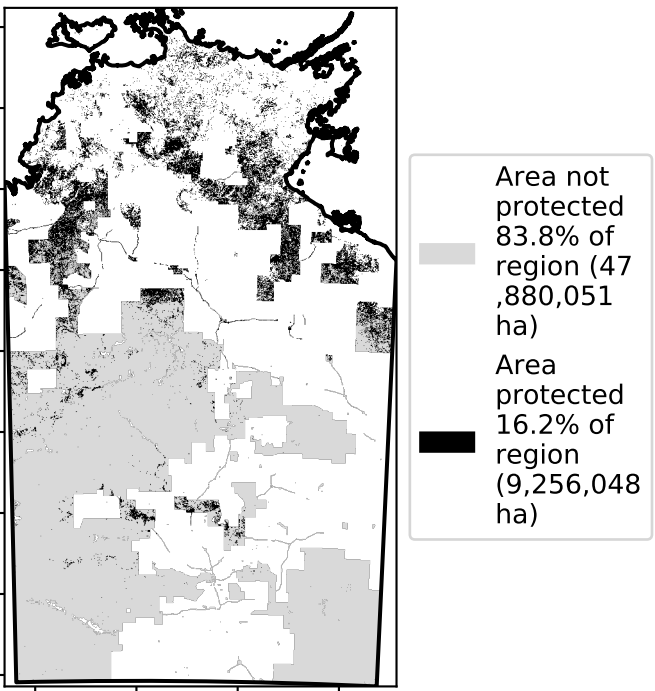 Area not
protected
83.8% of
region (47
,880,051
ha)
Area
protected
16.2% of
region
(9,256,048
ha)